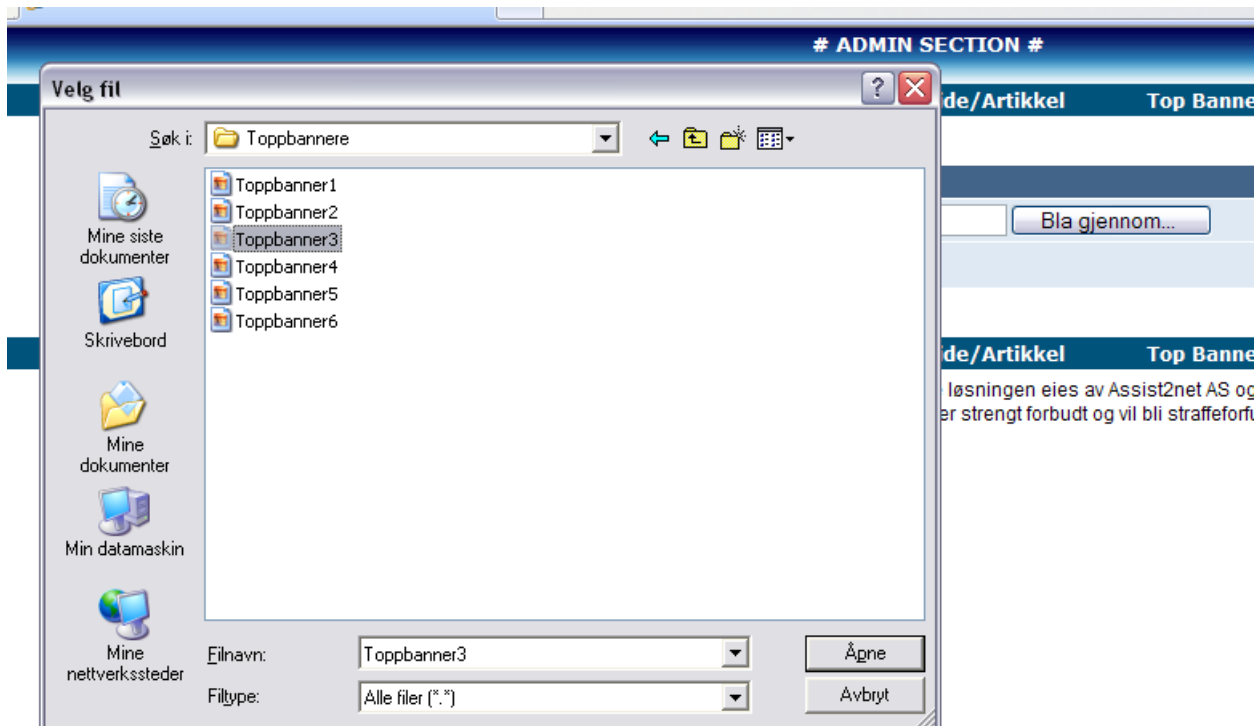 # ADMIN SECTION #
Velg fil
ide/Artikkel Top Banne
Søk i: Toppbannere
Toppbanner1
Toppbanner2
Toppbanner3
Toppbanner4
Toppbanner5
Toppbanner6
Bla gjennom...
Mine siste
dokumenter
Skrivebord
Mine
dokumenter
Min datamaskin
Mine
nettverkssteder
ide/Artikkel Top Banne
løsningen eies av Assist2net AS og
er strengt forbudt og vil bli straffeforfu
Filnavn: Toppbanner3 Åpne
Filtype: Alle filer (*.*) Avbryt